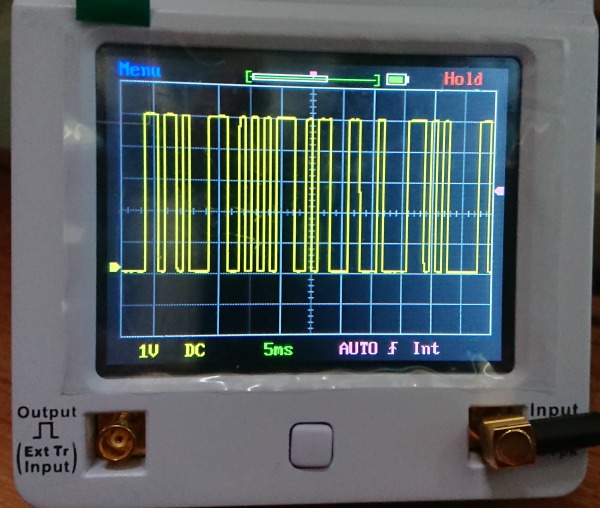 Menu Hold
1V DC 5ms AUTO Int
Output Input
(Ext Tr
Input)